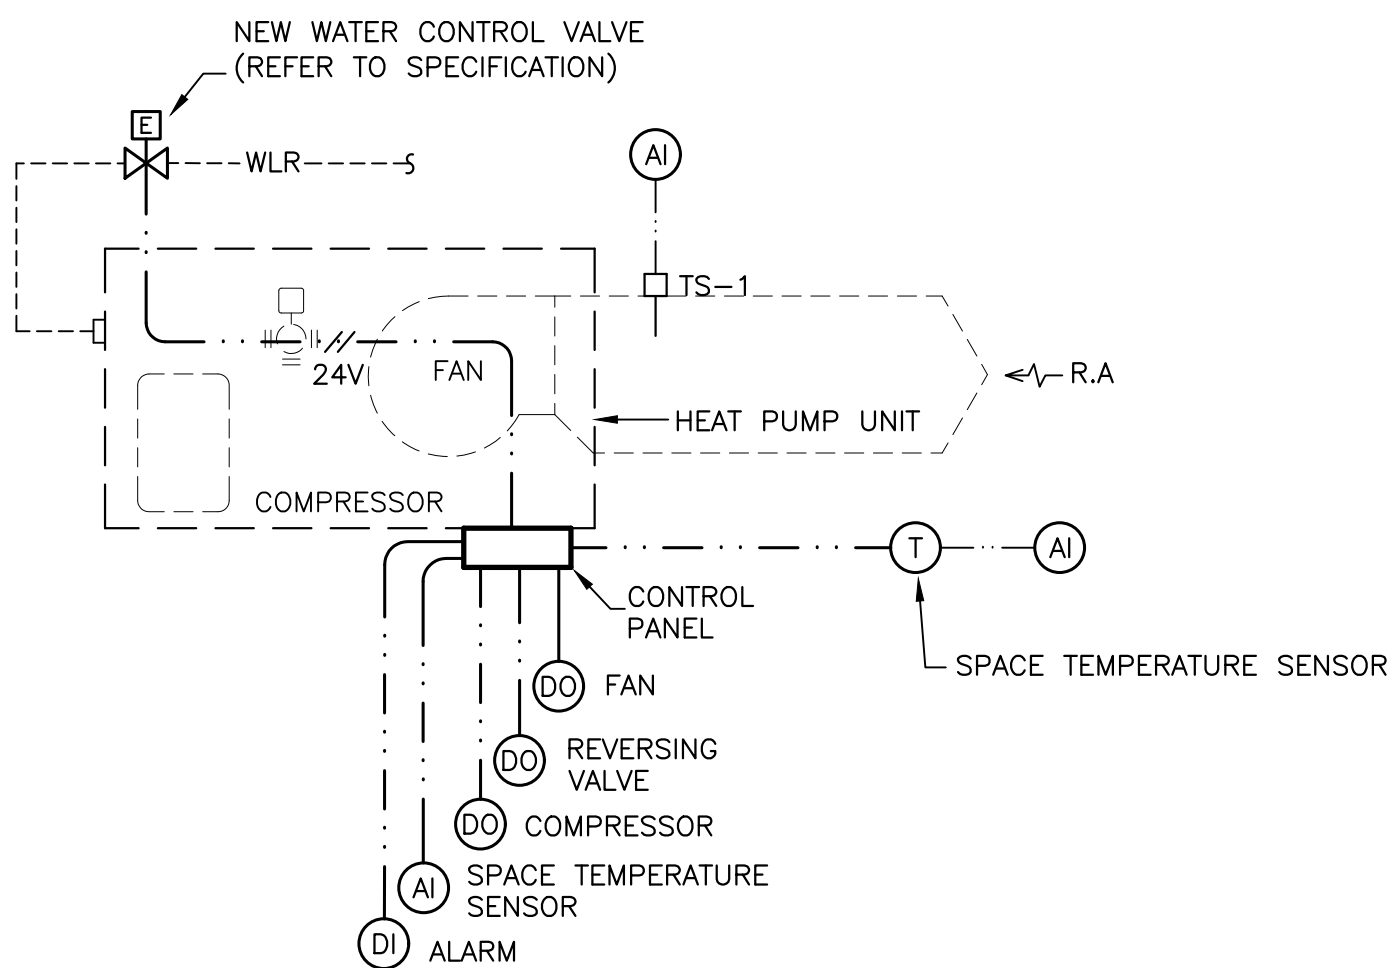 NEW WATER CONTROL VALVE
(REFER TO SPECIFICATION)
E
WLR
AI
TS-1
24V
FAN
R.A
HEAT PUMP UNIT
COMPRESSOR
T
AI
CONTROL
PANEL
SPACE TEMPERATURE SENSOR
DO FAN
DO REVERSING
VALVE
DO COMPRESSOR
AI SPACE TEMPERATURE
SENSOR
DI ALARM